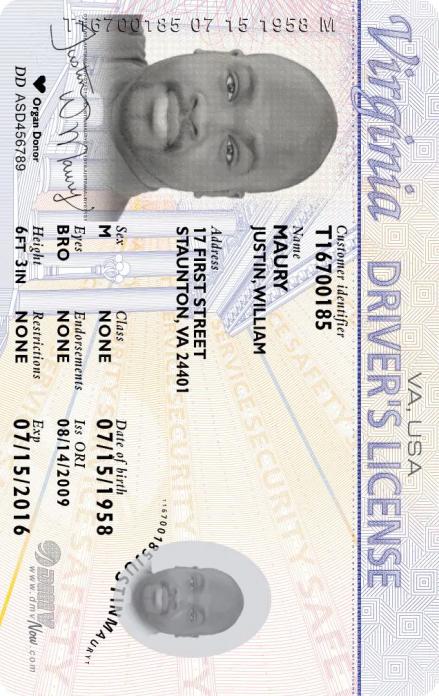 Virginia DRIVER'S LICENSE
VA, USA
T16700185 07 15 1958 M
Customer identifier
T16700185
Name
MAURY
JUSTIN, WILLIAM
Address
17 FIRST STREET
STAUNTON, VA 24401
Sex
M
Class
NONE
Date of birth
07/15/1958
Eyes
BRO
Endorsements
NONE
Iss ORI
08/14/2009
Height
6FT 3IN
Restrictions
NONE
Exp
07/15/2016
Justin W Maury
Organ Donor
DD ASD456789
DMV
www.dmvNow.com